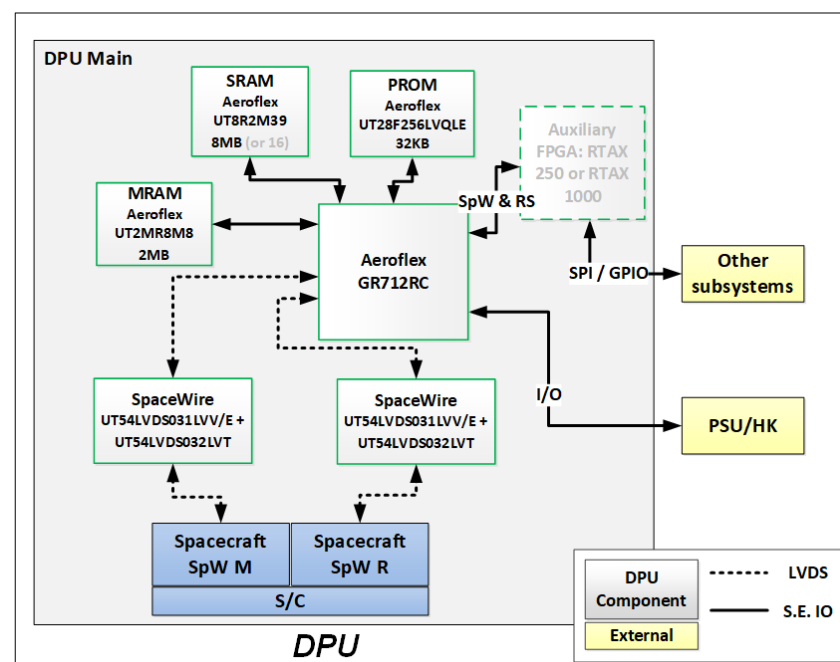 DPU Main
SRAM
Aeroflex
UT8R2M39
8MB (or 16)
PROM
Aeroflex
UT28F256LVQLE
32KB
Auxiliary
FPGA: RTAX
250 or RTAX
1000
MRAM
Aeroflex
UT2MR8M8
2MB
SpW & RS
Aeroflex
GR712RC
SPI / GPIO
Other
subsystems
SpaceWire
UT54LVDS031LVV/E +
UT54LVDS032LVT
SpaceWire
UT54LVDS031LVV/E +
UT54LVDS032LVT
I/O
PSU/HK
Spacecraft
SpW M
Spacecraft
SpW R
S/C
DPU
DPU
Component
External
LVDS
S.E. IO